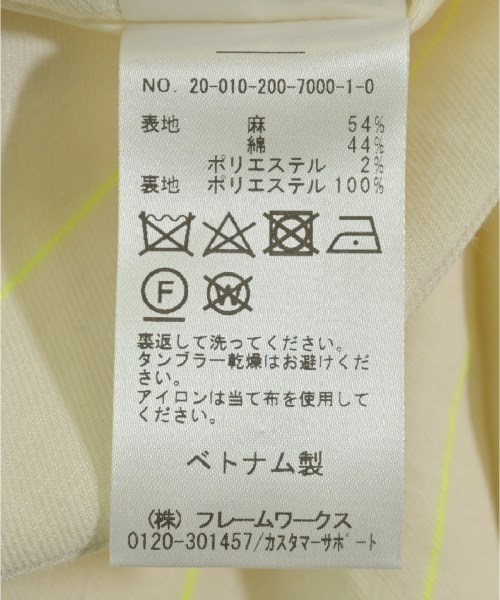 NO. 20-010-200-7000-1-0
表地 麻 54%
綿 44%
ポリエステル 2%
裏地 ポリエステル 100%
F W
裏返して洗ってください。
タンブラー乾燥はお避けくだ
さい。
アイロンは当て布を使用して
ください。
ベトナム製
(株) フレームワークス
0120-301457/カスタマーサポート